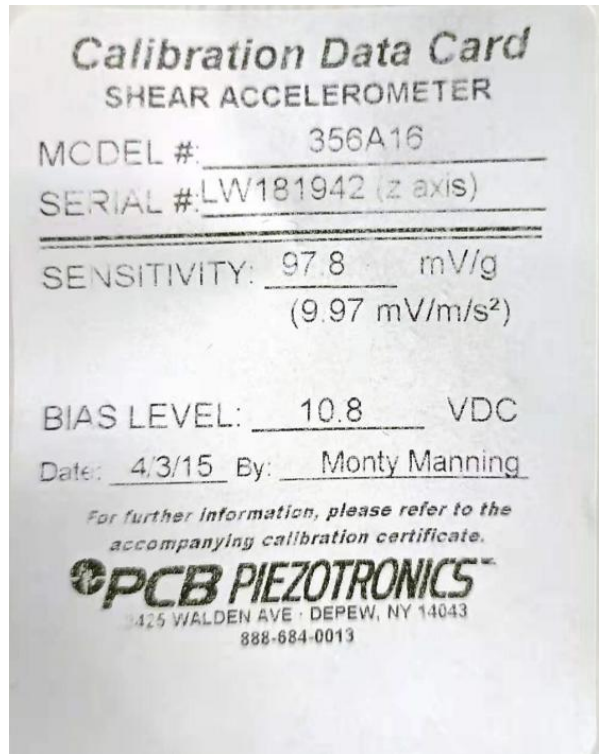 Calibration Data Card
SHEAR ACCELEROMETER
MODEL #: 356A16
SERIAL #: LW181942 (z axis)
SENSITIVITY: 97.8 mV/g
(9.97 mV/m/s²)
BIAS LEVEL: 10.8 VDC
Date: 4/3/15 By: Monty Manning
For further information, please refer to the
accompanying calibration certificate.
PCB PIEZOTRONICS™
3425 WALDEN AVE · DEPEW, NY 14043
888-684-0013